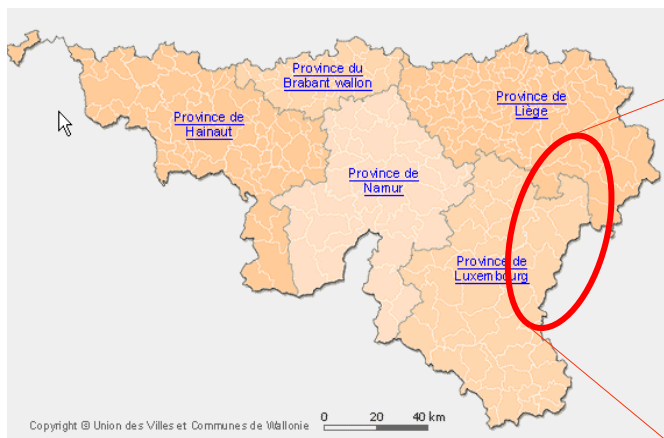 Province du
Brabant wallon
Province de
Liège
Province de
Hainaut
Province de
Namur
Province de
Luxembourg
Copyright © Union des Villes et Communes de Wallonie
0 20 40 km